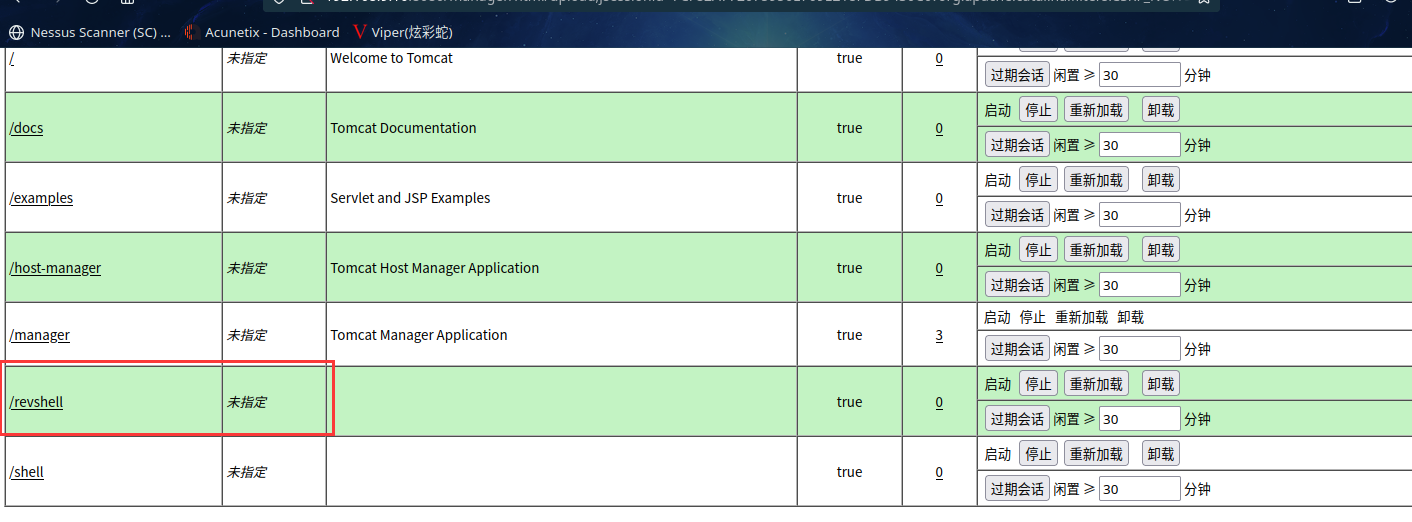 Nessus Scanner (SC) ... Acunetix - Dashboard Viper(炫彩蛇)
/ 未指定 Welcome to Tomcat true 0
过期会话 闲置 ≥ 30 分钟
/docs 未指定 Tomcat Documentation true 0 启动 停止 重新加载 卸载
过期会话 闲置 ≥ 30 分钟
/examples 未指定 Servlet and JSP Examples true 0 启动 停止 重新加载 卸载
过期会话 闲置 ≥ 30 分钟
/host-manager 未指定 Tomcat Host Manager Application true 0 启动 停止 重新加载 卸载
过期会话 闲置 ≥ 30 分钟
/manager 未指定 Tomcat Manager Application true 3 启动 停止 重新加载 卸载
过期会话 闲置 ≥ 30 分钟
/revshell 未指定 true 0 启动 停止 重新加载 卸载
过期会话 闲置 ≥ 30 分钟
/shell 未指定 true 0 启动 停止 重新加载 卸载
过期会话 闲置 ≥ 30 分钟